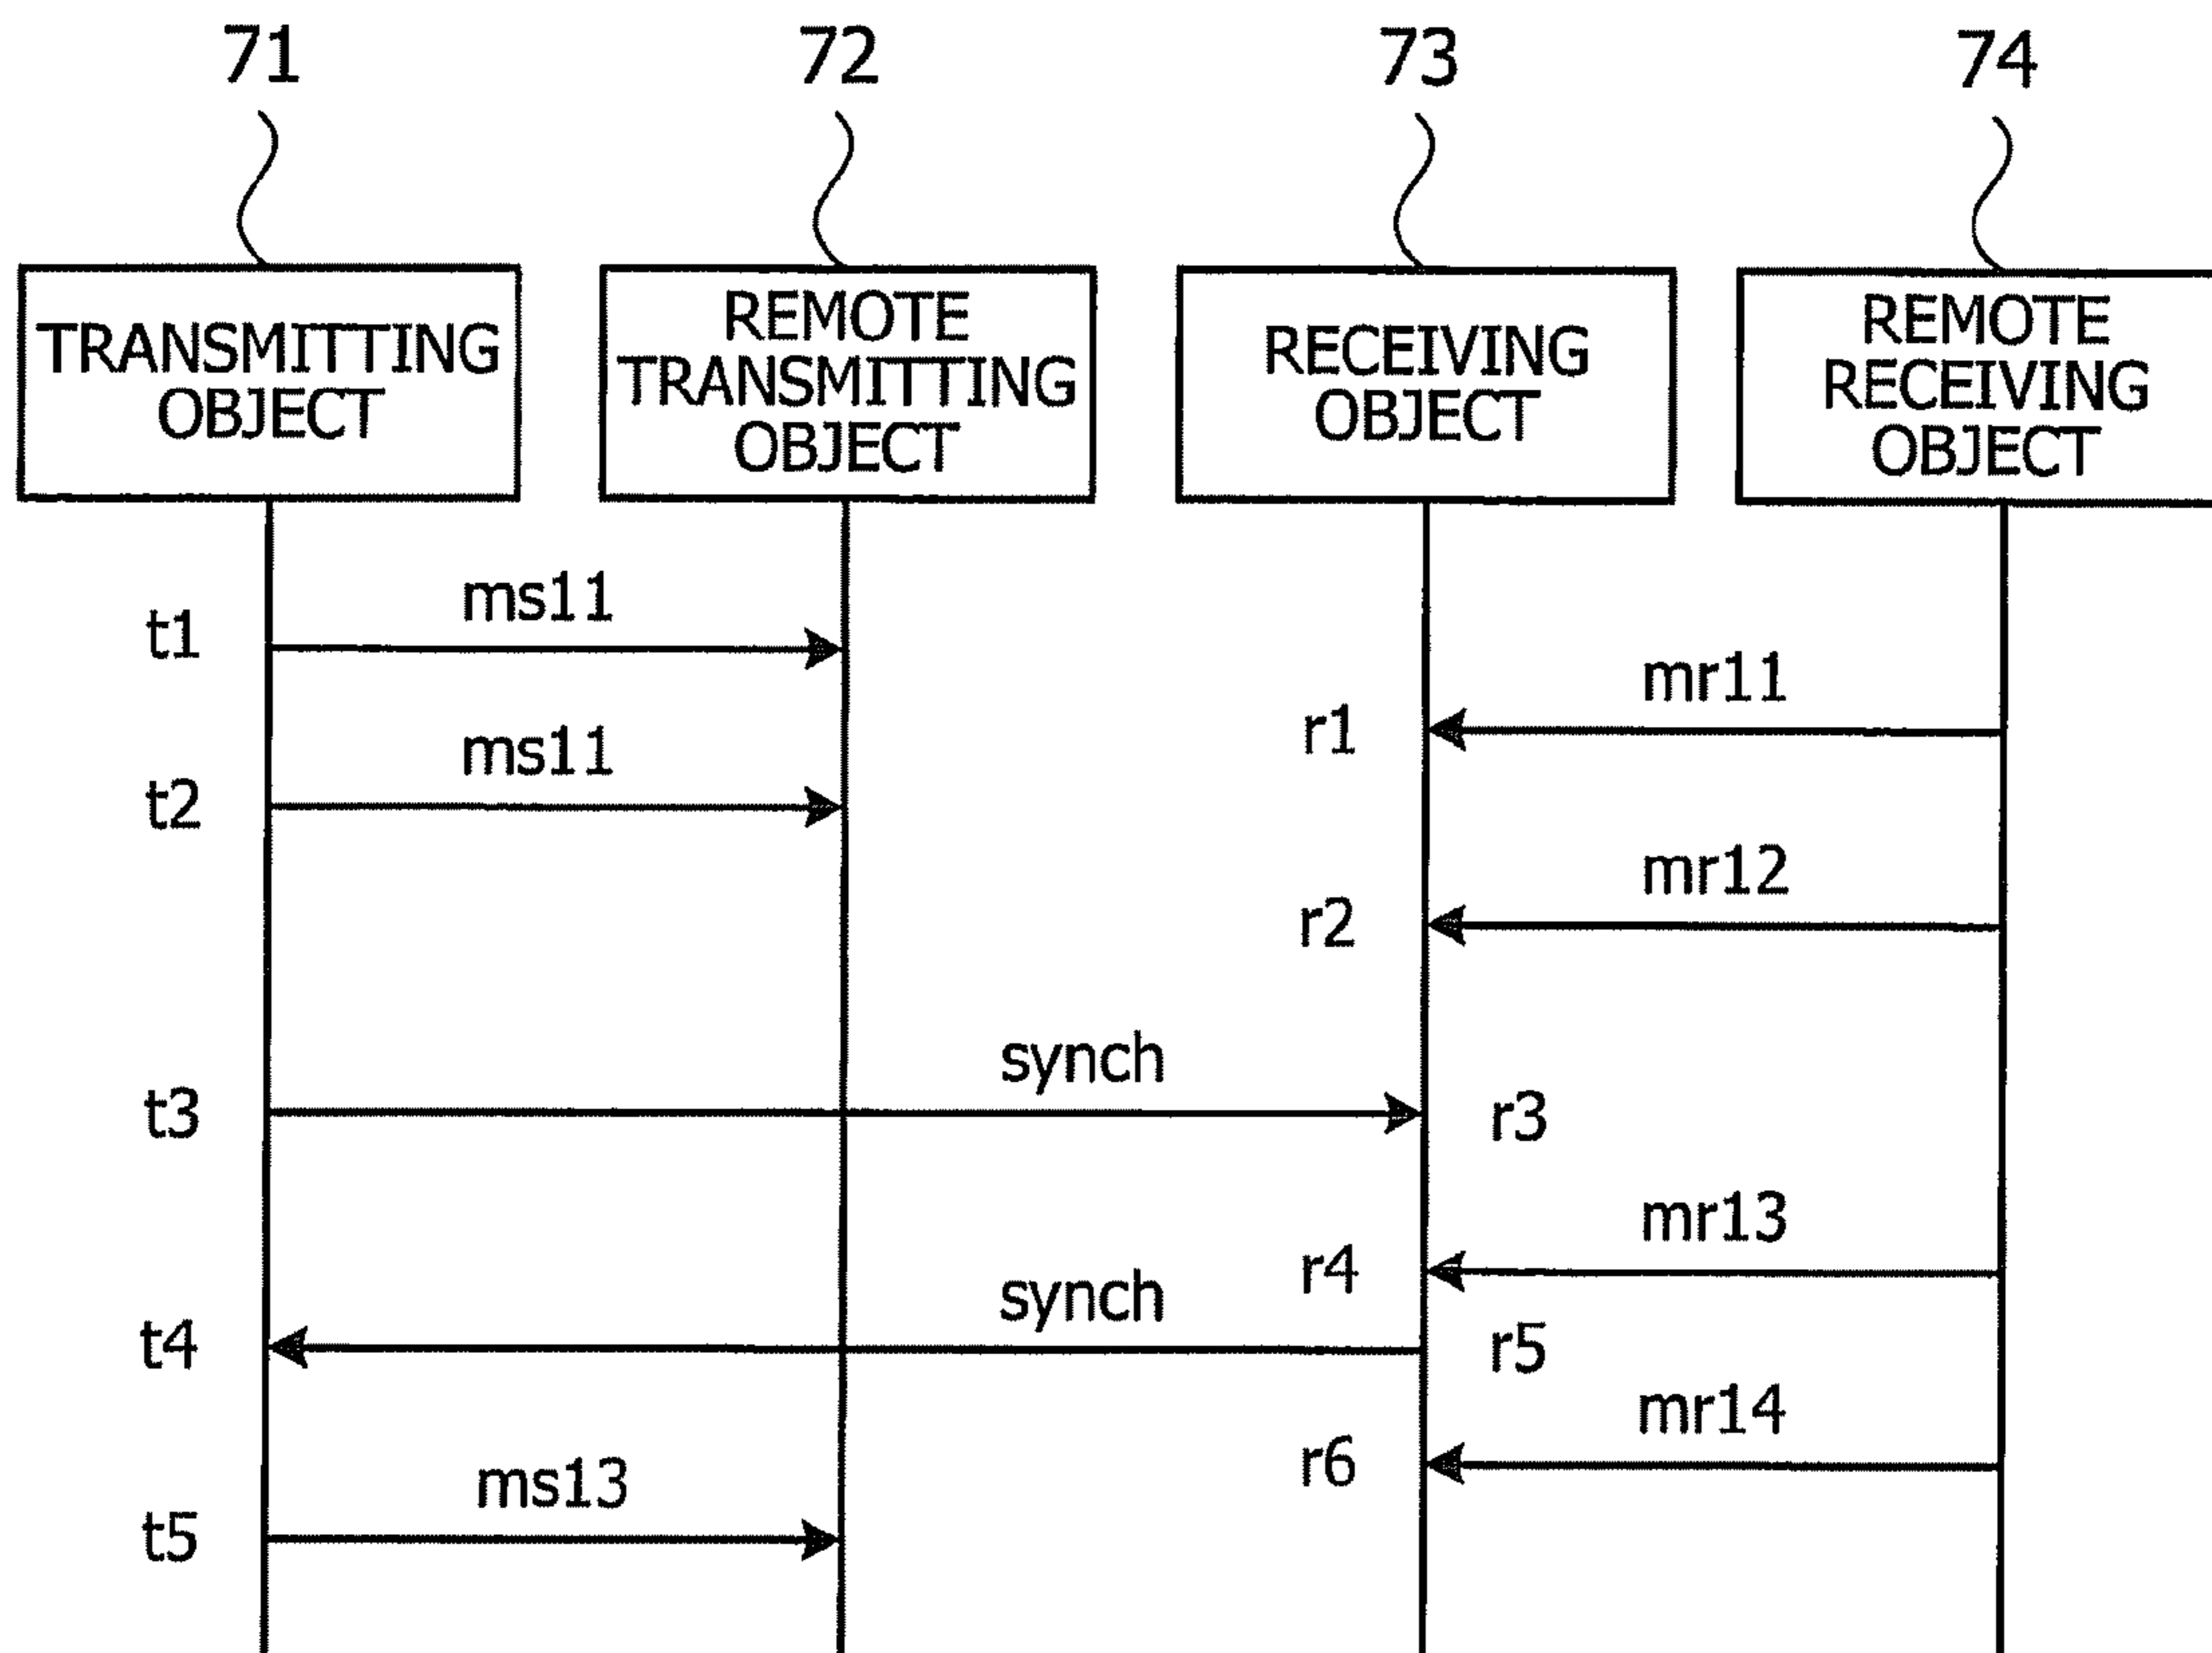 71
72
73
74
TRANSMITTING
OBJECT
REMOTE
TRANSMITTING
OBJECT
RECEIVING
OBJECT
REMOTE
RECEIVING
OBJECT
t1
ms11
r1
mr11
t2
ms11
r2
mr12
t3
synch
r3
r4
mr13
t4
synch
r5
r6
mr14
t5
ms13